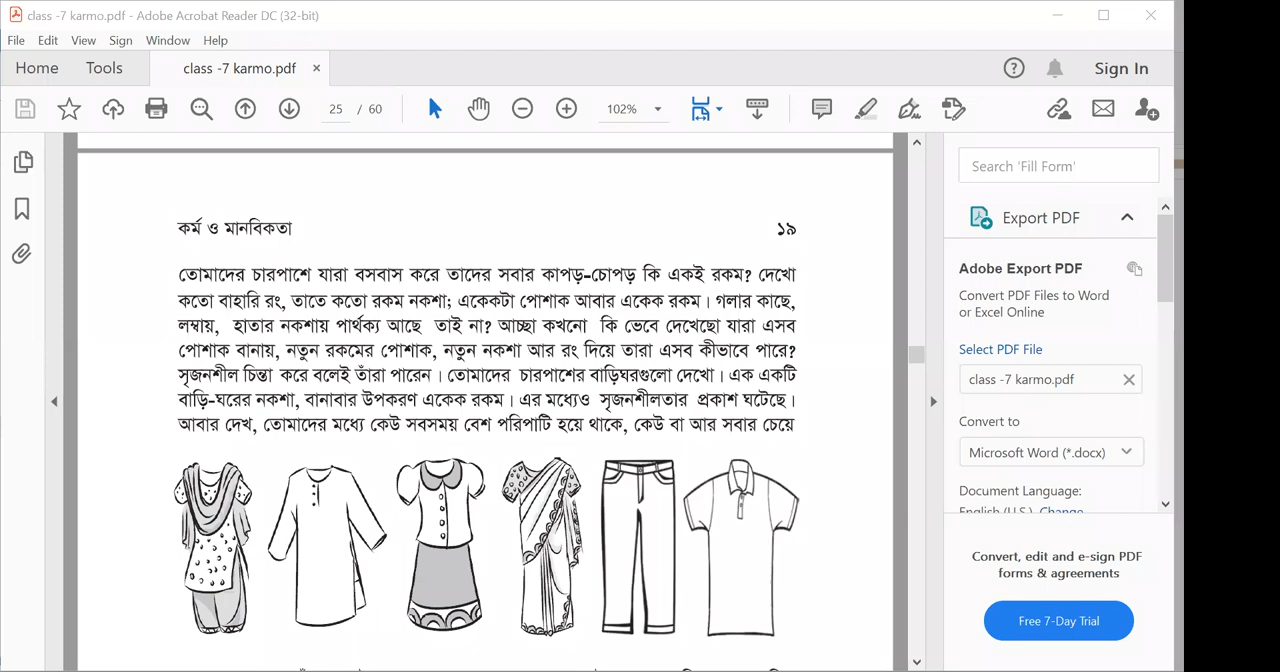 class -7 karmo.pdf - Adobe Acrobat Reader DC (32-bit)
File Edit View Sign Window Help
Home Tools class -7 karmo.pdf × Sign In
25 / 60 102%
Search 'Fill Form'
Export PDF
Adobe Export PDF
Convert PDF Files to Word
or Excel Online
Select PDF File
class -7 karmo.pdf
Convert to
Microsoft Word (*.docx)
Document Language:
English (U.S.) Change
Convert, edit and e-sign PDF
forms & agreements
Free 7-Day Trial
কর্ম ও মানবিকতা ১৯
তোমাদের চারপাশে যারা বসবাস করে তাদের সবার কাপড়-চোপড় কি একই রকম? দেখো
কতো বাহারি রং, তাতে কতো রকম নকশা; একেকটা পোশাক আবার একেক রকম। গলার কাছে,
লম্বায়, হাতার নকশায় পার্থক্য আছে তাই না? আচ্ছা কখনো কি ভেবে দেখেছো যারা এসব
পোশাক বানায়, নতুন রকমের পোশাক, নতুন নকশা আর রং দিয়ে তারা এসব কীভাবে পারে?
সৃজনশীল চিন্তা করে বলেই তাঁরা পারেন। তোমাদের চারপাশের বাড়িঘরগুলো দেখো। এক একটি
বাড়ি-ঘরের নকশা, বানাবার উপকরণ একেক রকম। এর মধ্যেও সৃজনশীলতার প্রকাশ ঘটেছে।
আবার দেখ, তোমাদের মধ্যে কেউ সবসময় বেশ পরিপাটি হয়ে থাকে, কেউ বা আর সবার চেয়ে